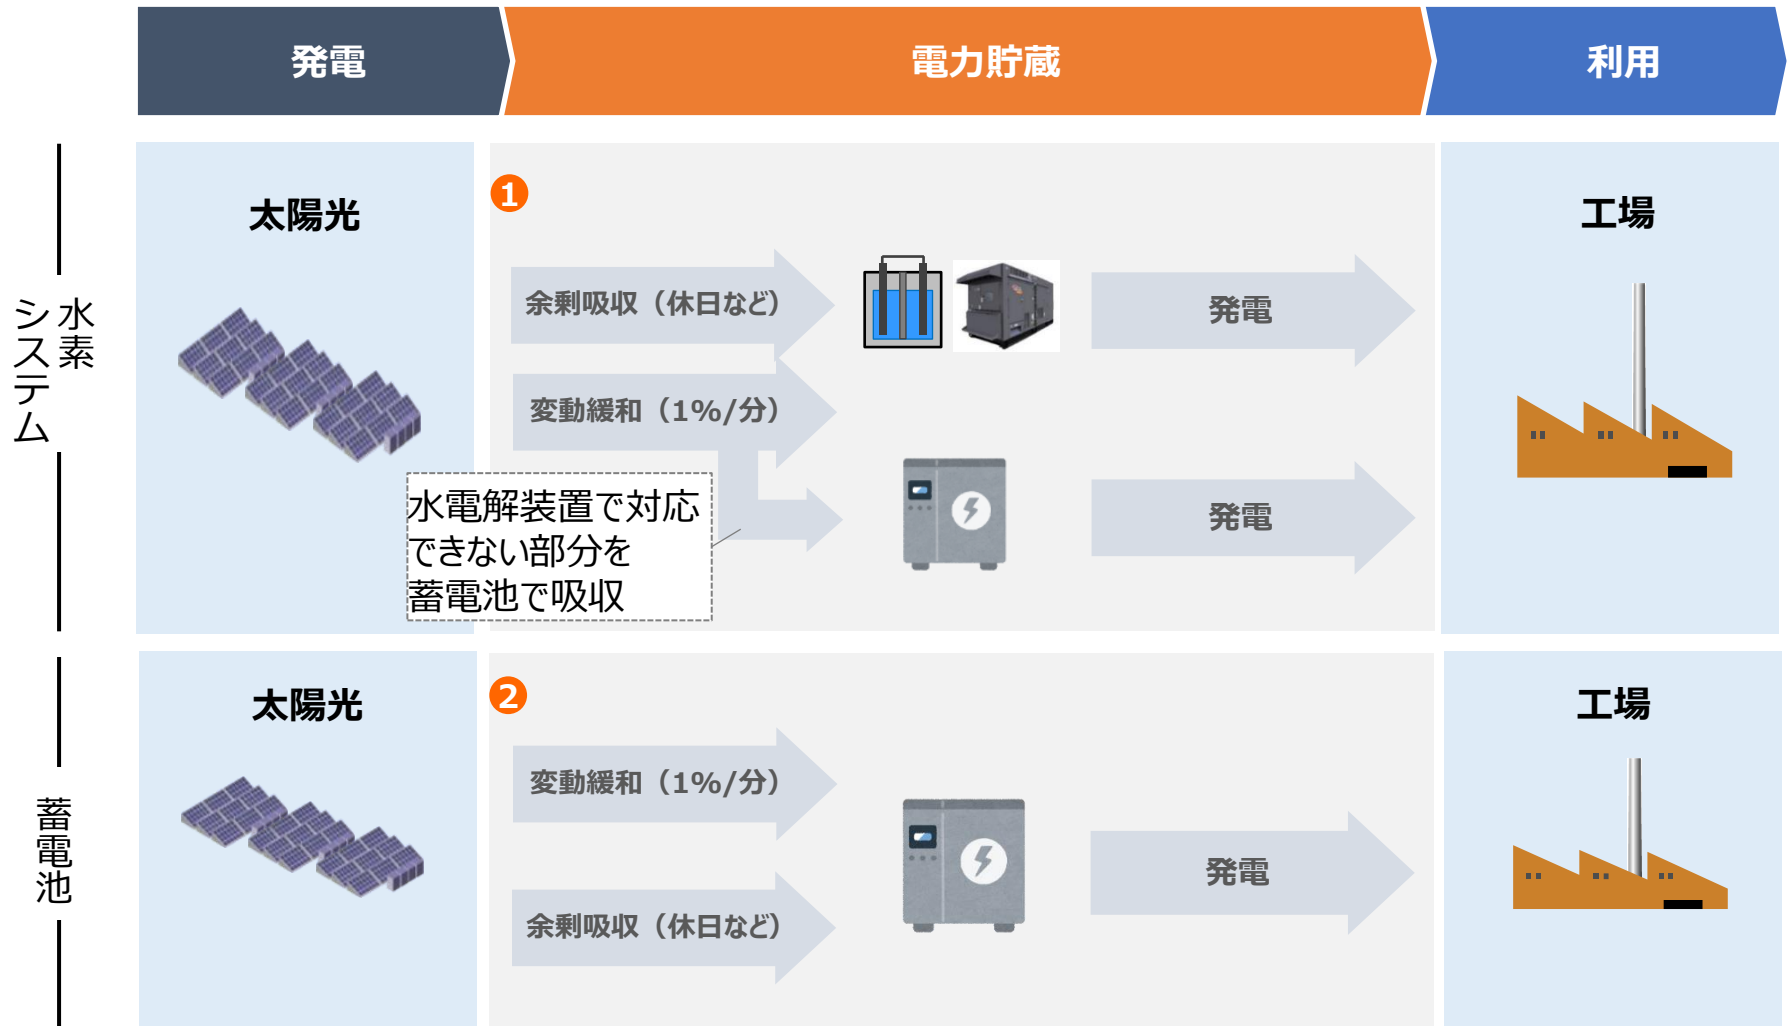 発電
電力貯蔵
利用
水素
システム
太陽光
❶
余剰吸収（休日など）
変動緩和（1%/分）
水電解装置で対応
できない部分を
蓄電池で吸収
発電
発電
工場
蓄電池
太陽光
❷
変動緩和（1%/分）
余剰吸収（休日など）
発電
工場